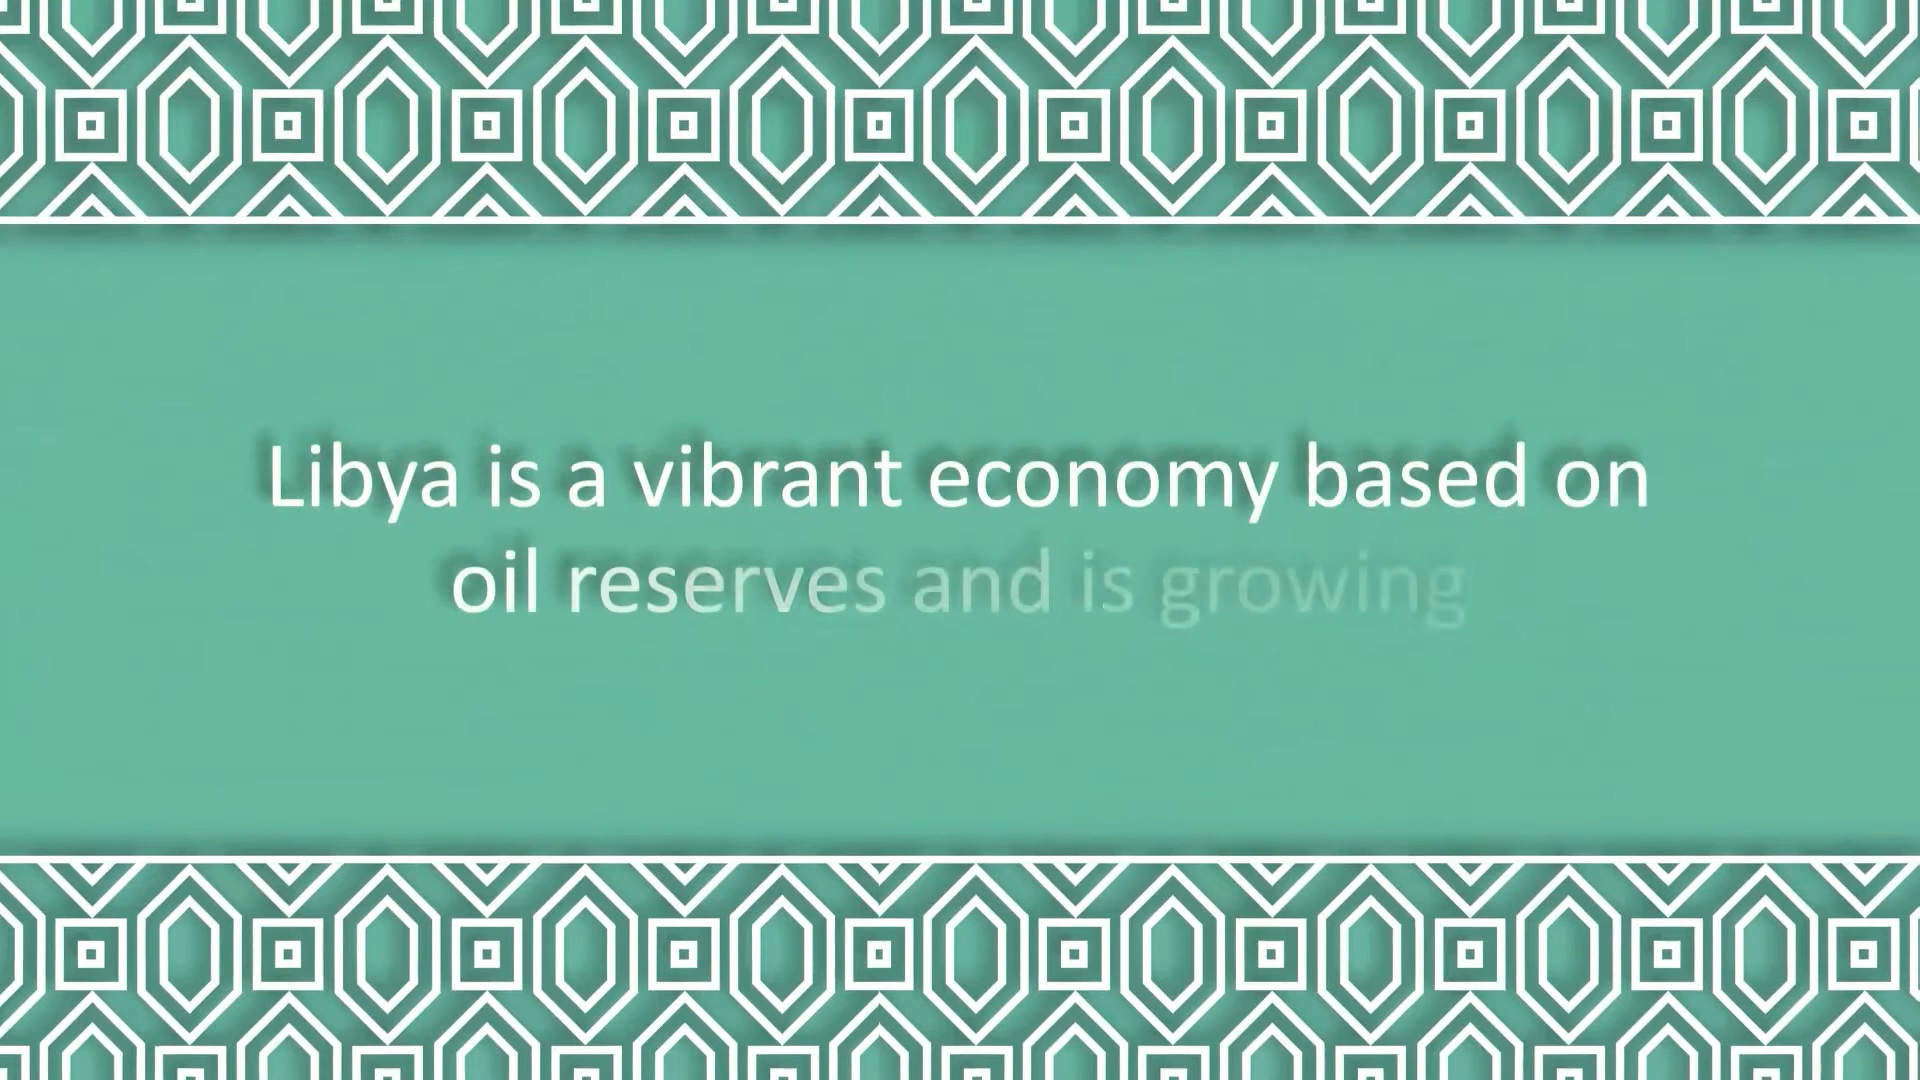 Libya is a vibrant economy based on
oil reserves and is growing